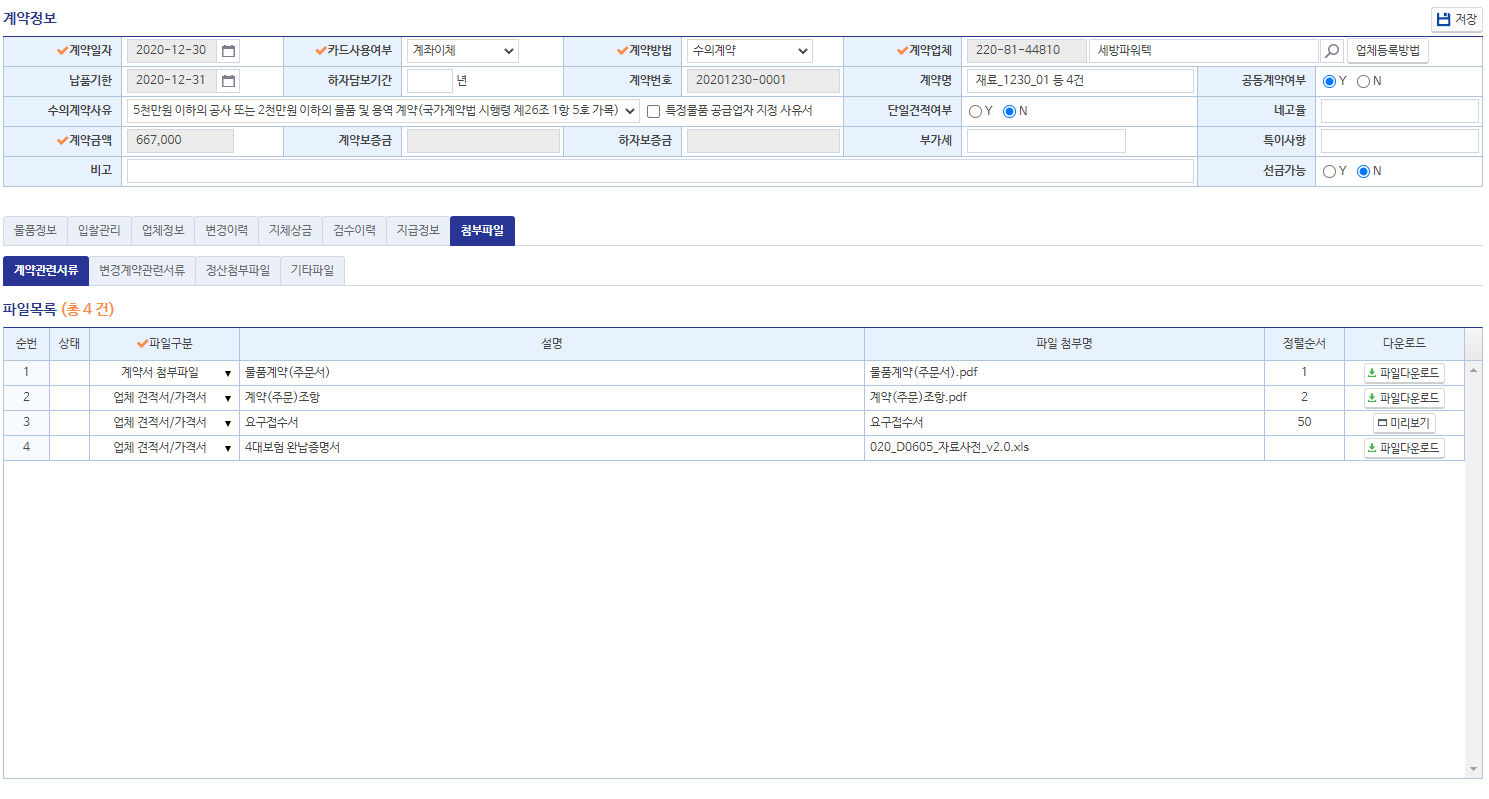 계약정보
저장
계약일자 2020-12-30 카드사용여부 계좌이체 계약방법 수의계약 계약업체 220-81-44810 세방파워텍 업체등록방법
납품기한 2020-12-31 하자담보기간 년 계약번호 20201230-0001 계약명 재료_1230_01 등 4건 공동계약여부 Y N
수의계약사유 5천만원 이하의 공사 또는 2천만원 이하의 물품 및 용역 계약(국가계약법 시행령 제26조 1항 5호 가목) 특정물품 공급업자 지정 사유서 단일견적여부 Y N 네고율
계약금액 667,000 계약보증금 하자보증금 부가세 특이사항
비고 선금가능 Y N
물품정보 입찰관리 업체정보 변경이력 지체상금 검수이력 지급정보 첨부파일
계약관련서류 변경계약관련서류 정산첨부파일 기타파일
파일목록 (총 4 건)
순번 상태 파일구분 설명 파일 첨부명 정렬순서 다운로드
1 계약서 첨부파일 물품계약(주문서) 물품계약(주문서).pdf 1 파일다운로드
2 업체 견적서/가격서 계약(주문)조항 계약(주문)조항.pdf 2 파일다운로드
3 업체 견적서/가격서 요구접수서 요구접수서 50 미리보기
4 업체 견적서/가격서 4대보험 완납증명서 020_D0605_자료사전_v2.0.xls 파일다운로드